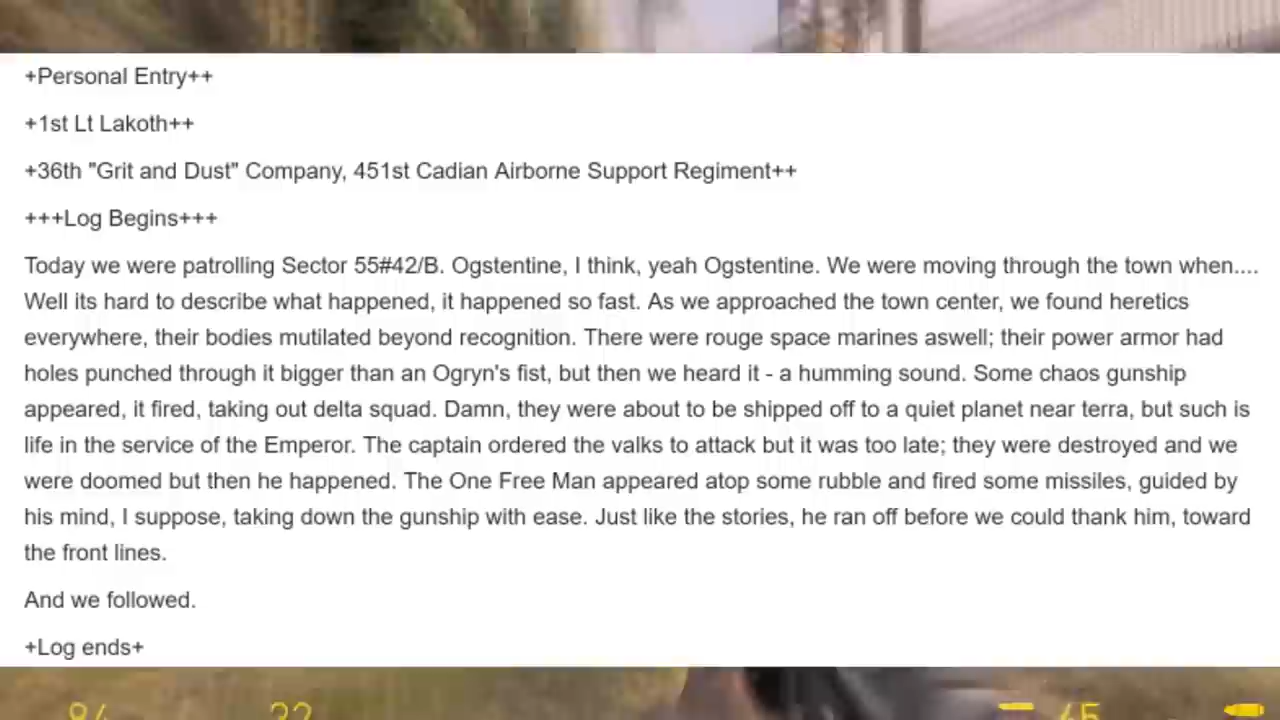 +Personal Entry++
+1st Lt Lakoth++
+36th "Grit and Dust" Company, 451st Cadian Airborne Support Regiment++
+++Log Begins+++
Today we were patrolling Sector 55#42/B. Ogstentine, I think, yeah Ogstentine. We were moving through the town when....
Well its hard to describe what happened, it happened so fast. As we approached the town center, we found heretics
everywhere, their bodies mutilated beyond recognition. There were rouge space marines aswell; their power armor had
holes punched through it bigger than an Ogryn's fist, but then we heard it - a humming sound. Some chaos gunship
appeared, it fired, taking out delta squad. Damn, they were about to be shipped off to a quiet planet near terra, but such is
life in the service of the Emperor. The captain ordered the valks to attack but it was too late; they were destroyed and we
were doomed but then he happened. The One Free Man appeared atop some rubble and fired some missiles, guided by
his mind, I suppose, taking down the gunship with ease. Just like the stories, he ran off before we could thank him, toward
the front lines.
And we followed.
+Log ends+